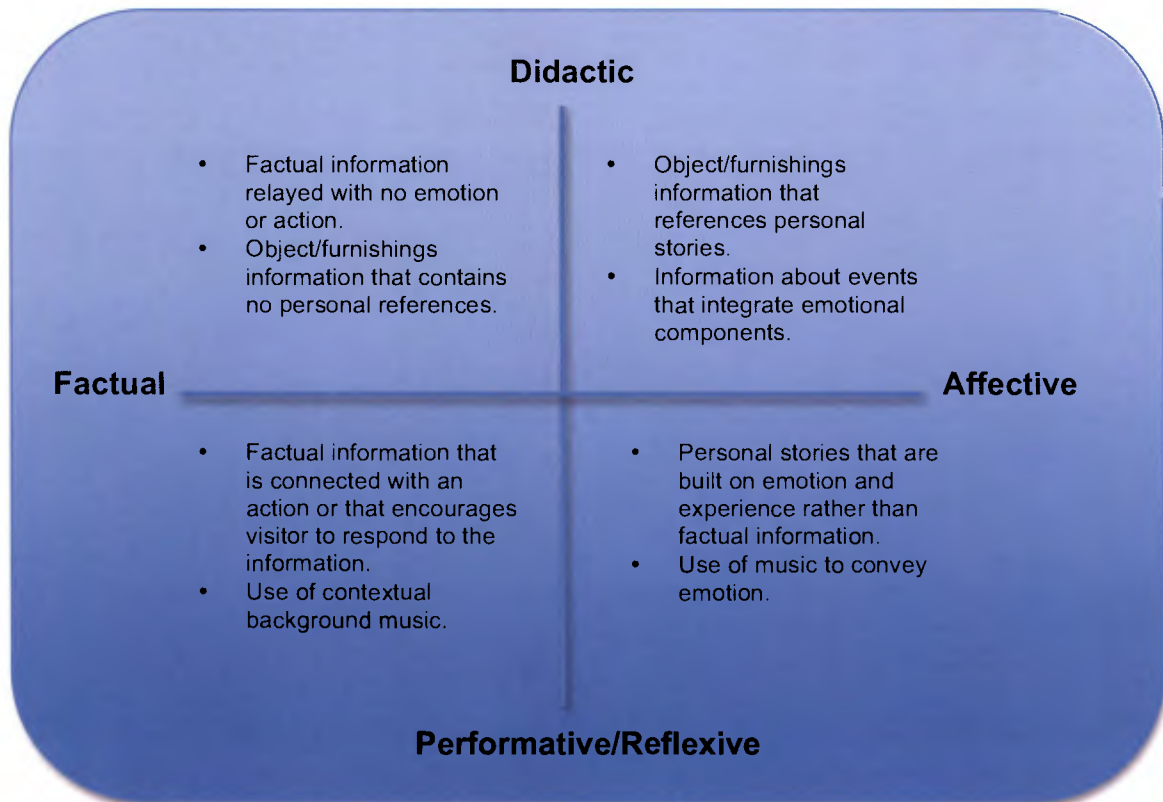 Didactic
• Factual information
relayed with no emotion
or action.
• Object/furnishings
information that contains
no personal references.
• Object/furnishings
information that
references personal
stories.
• Information about events
that integrate emotional
components.
Factual
Affective
• Factual information that
is connected with an
action or that encourages
visitor to respond to the
information.
• Use of contextual
background music.
• Personal stories that are
built on emotion and
experience rather than
factual information.
• Use of music to convey
emotion.
Performative/Reflexive